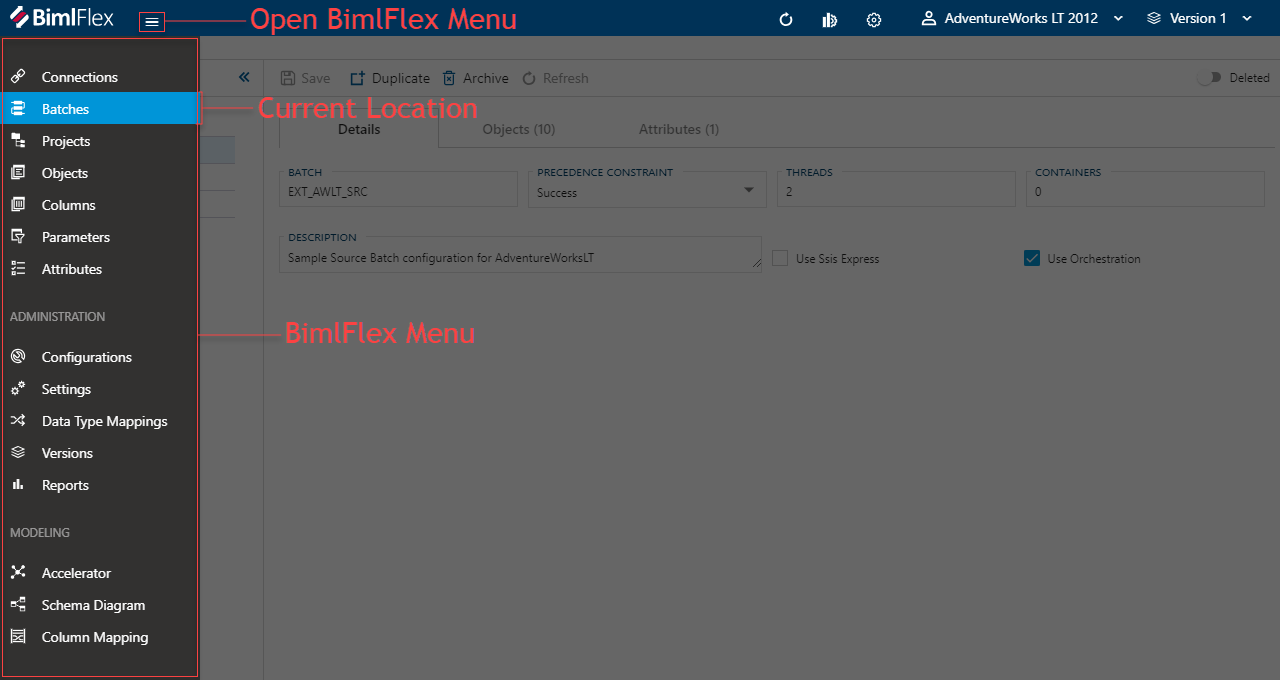 BimlFlex
Open BimlFlex Menu
AdventureWorks LT 2012
Version 1
Connections
Batches
Projects
Objects
Columns
Parameters
Attributes
ADMINISTRATION
Configurations
Settings
Data Type Mappings
Versions
Reports
MODELING
Accelerator
Schema Diagram
Column Mapping
Save
Duplicate
Archive
Refresh
Deleted
Current Location
Details
Objects (10)
Attributes (1)
BATCH
EXT_AWLT_SRC
PRECEDENCE CONSTRAINT
Success
THREADS
2
CONTAINERS
0
DESCRIPTION
Sample Source Batch configuration for AdventureWorksLT
Use Ssis Express
Use Orchestration
BimlFlex Menu